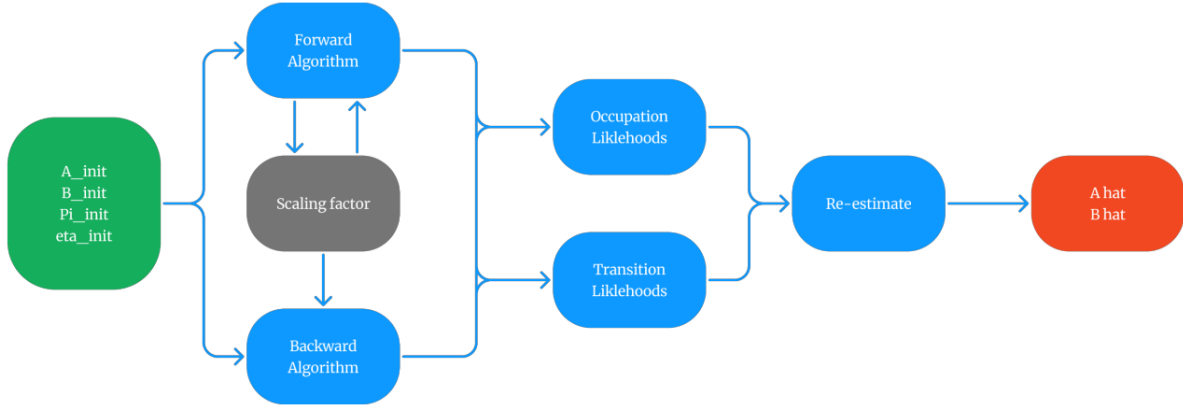 Forward
Algorithm
A_init
B_init
Pi_init
eta_init
Scaling factor
Backward
Algorithm
Occupation
Liklehoods
Transition
Liklehoods
Re-estimate
A hat
B hat